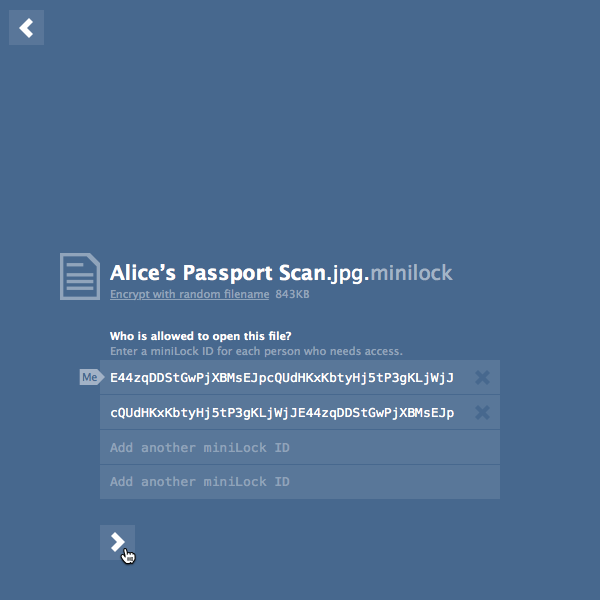 Alice’s Passport Scan.jpg.minilock
Encrypt with random filename 843KB
Who is allowed to open this file?
Enter a miniLock ID for each person who needs access.
Me E44zqDDStGwPjXBMsEJpcQUdHKxKbtyHj5tP3gKLjWjJ
cQUdHKxKbtyHj5tP3gKLjWjJE44zqDDStGwPjXBMsEJp
Add another miniLock ID
Add another miniLock ID